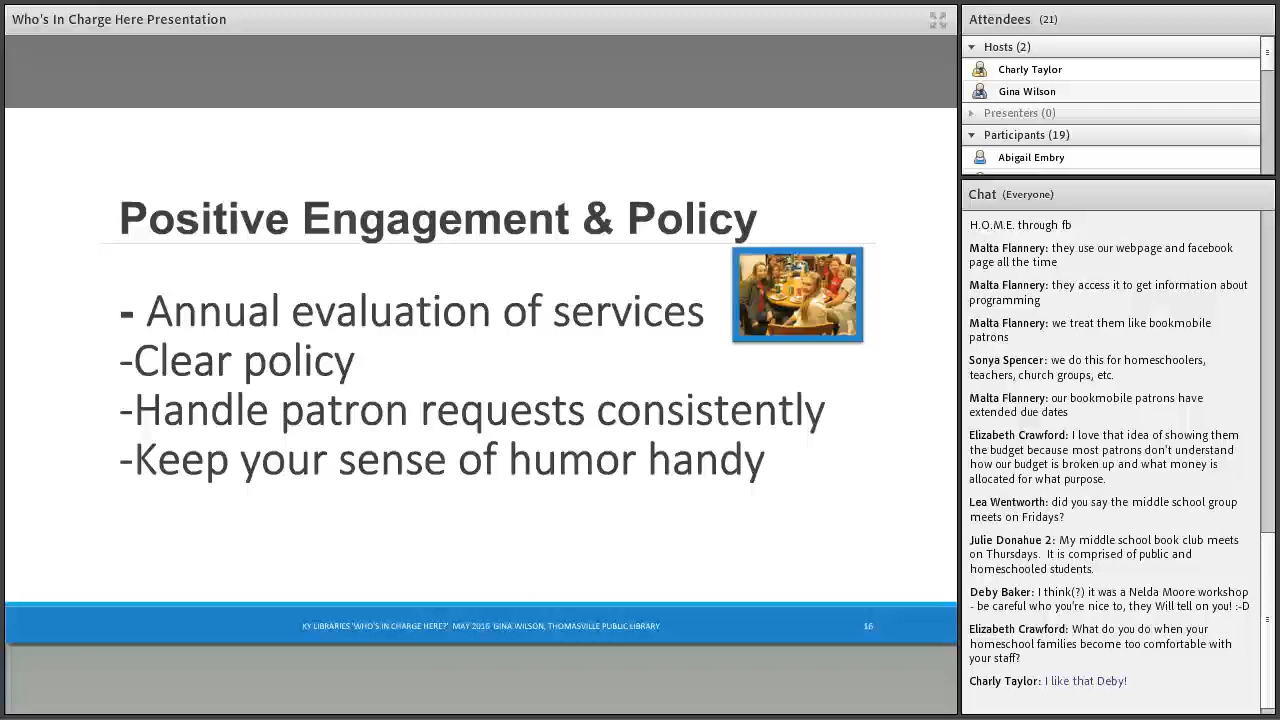 Who's In Charge Here Presentation
Positive Engagement & Policy
- Annual evaluation of services
-Clear policy
-Handle patron requests consistently
-Keep your sense of humor handy
KY LIBRARIES 'WHO'S IN CHARGE HERE?' MAY 2016 GINA WILSON, THOMASVILLE PUBLIC LIBRARY
16
Attendees (21)
Hosts (2)
Charly Taylor
Gina Wilson
Presenters (0)
Participants (19)
Abigail Embry
Chat (Everyone)
H.O.M.E. through fb
Malta Flannery: they use our webpage and facebook
page all the time
Malta Flannery: they access it to get information about
programming
Malta Flannery: we treat them like bookmobile
patrons
Sonya Spencer: we do this for homeschoolers,
teachers, church groups, etc.
Malta Flannery: our bookmobile patrons have
extended due dates
Elizabeth Crawford: I love that idea of showing them
the budget because most patrons don't understand
how our budget is broken up and what money is
allocated for what purpose.
Lea Wentworth: did you say the middle school group
meets on Fridays?
Julie Donahue 2: My middle school book club meets
on Thursdays. It is comprised of public and
homeschooled students.
Deby Baker: I think(?) it was a Nelda Moore workshop
- be careful who you're nice to, they Will tell on you! :-D
Elizabeth Crawford: What do you do when your
homeschool families become too comfortable with
your staff?
Charly Taylor: I like that Deby!